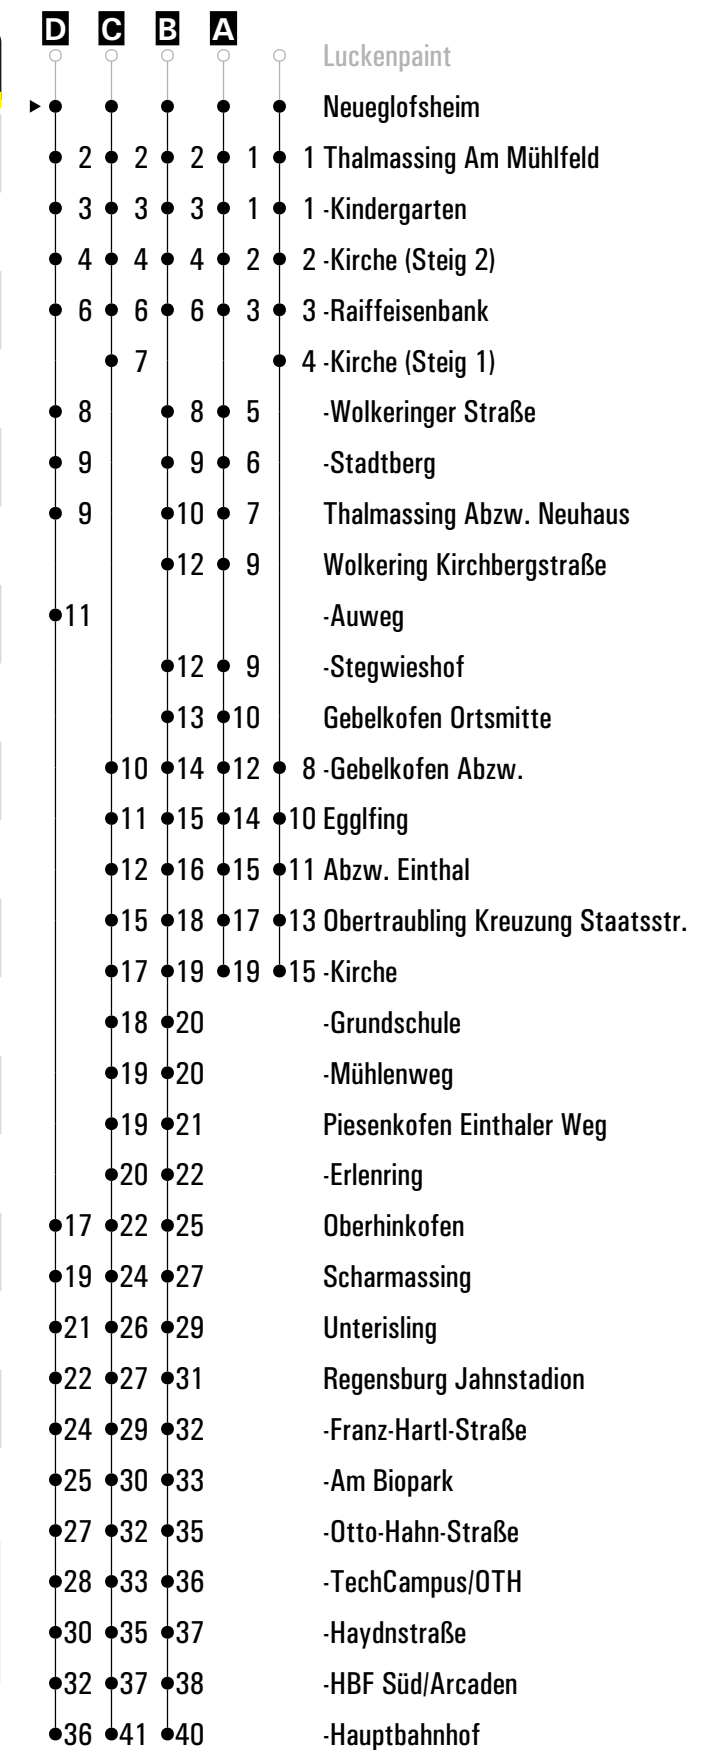 D C B A
Luckenpaint
Neueglofsheim
2 2 2 1 1 Thalmassing Am Mühlfeld
3 3 3 1 1 -Kindergarten
4 4 4 2 2 -Kirche (Steig 2)
6 6 6 3 3 -Raiffeisenbank
7 4 -Kirche (Steig 1)
8 8 5 -Wolkeringer Straße
9 9 6 -Stadtberg
9 10 7 Thalmassing Abzw. Neuhaus
12 9 Wolkering Kirchbergstraße
11 -Auweg
12 9 -Stegwieshof
13 10 Gebelkofen Ortsmitte
10 14 12 8 -Gebelkofen Abzw.
11 15 14 10 Egglfing
12 16 15 11 Abzw. Einthal
15 18 17 13 Obertraubling Kreuzung Staatsstr.
17 19 19 15 -Kirche
18 20 -Grundschule
19 20 -Mühlenweg
19 21 Piesenkofen Einthaler Weg
20 22 -Erlenring
17 22 25 Oberhinkofen
19 24 27 Scharmassing
21 26 29 Unterisling
22 27 31 Regensburg Jahnstadion
24 29 32 -Franz-Hartl-Straße
25 30 33 -Am Biopark
27 32 35 -Otto-Hahn-Straße
28 33 36 -TechCampus/OTH
30 35 37 -Haydnstraße
32 37 38 -HBF Süd/Arcaden
36 41 40 -Hauptbahnhof